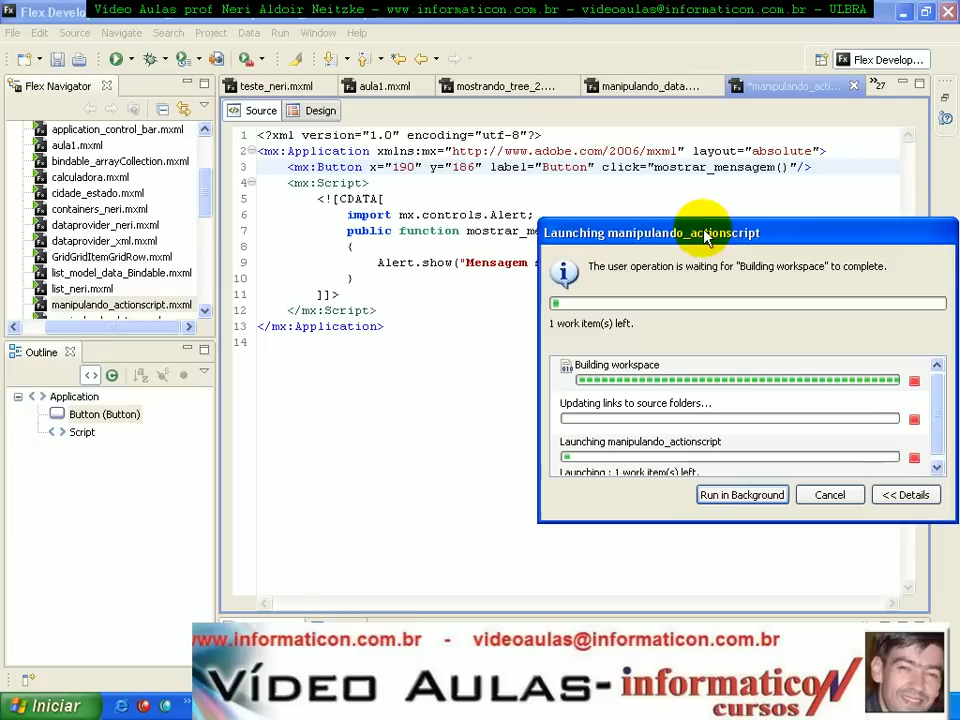 Flex Develo
Vídeo Aulas prof Neri Aldoir Neitzke - www.informaticon.com.br - videoaulas@informaticon.com.br - ULBRA
File Edit Source Navigate Search Project Data Run Window Help
Flex Develop...
Flex Navigator
teste_neri.mxml
aula1.mxml
mostrando_tree_2....
manipulando_data....
*manipulando_acti...
27
Source
Design
application_control_bar.mxml
aula1.mxml
bindable_arrayCollection.mxml
calculadora.mxml
cidade_estado.mxml
containers_neri.mxml
dataprovider_neri.mxml
dataprovider_xml.mxml
GridGridItemGridRow.mxml
list_model_data_Bindable.mxml
list_neri.mxml
manipulando_actionscript.mxml
1 <?xml version="1.0" encoding="utf-8"?>
2 <mx:Application xmlns:mx="http://www.adobe.com/2006/mxml" layout="absolute">
3 <mx:Button x="190" y="186" label="Button" click="mostrar_mensagem()"/>
4 <mx:Script>
5 <![CDATA[
6 import mx.controls.Alert;
7 public function mostrar_me
8 {
9 Alert.show("Mensagem
10 }
11 ]]>
12 </mx:Script>
13 </mx:Application>
14
Outline
Application
Button (Button)
Script
Launching manipulando_actionscript
The user operation is waiting for "Building workspace" to complete.
1 work item(s) left.
Building workspace
Updating links to source folders...
Launching manipulando_actionscript
Launching : 1 work item(s) left.
Run in Background
Cancel
<< Details
www.informaticon.com.br - videoaulas@informaticon.com.br
Vídeo Aulas- informaticoN
cursos
Iniciar